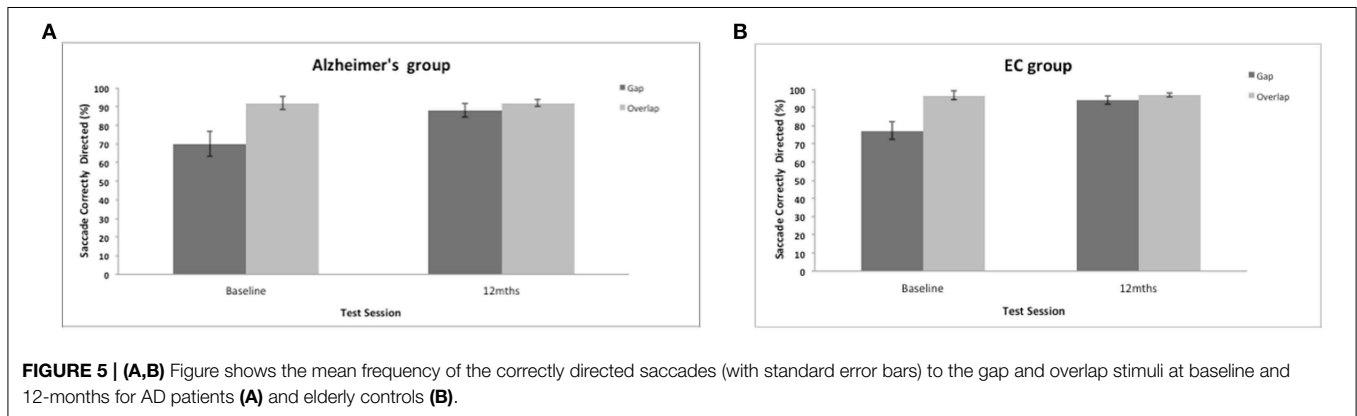 A
Alzheimer's group
Gap
Overlap
Saccade Correctly Directed (%)
100
90
80
70
60
50
40
30
20
10
0
Baseline
12mths
Test Session
B
EC group
Gap
Overlap
Saccade Correctly Directed (%)
100
90
80
70
60
50
40
30
20
10
0
Baseline
12mths
Test Session
FIGURE 5 | (A,B) Figure shows the mean frequency of the correctly directed saccades (with standard error bars) to the gap and overlap stimuli at baseline and
12-months for AD patients (A) and elderly controls (B).